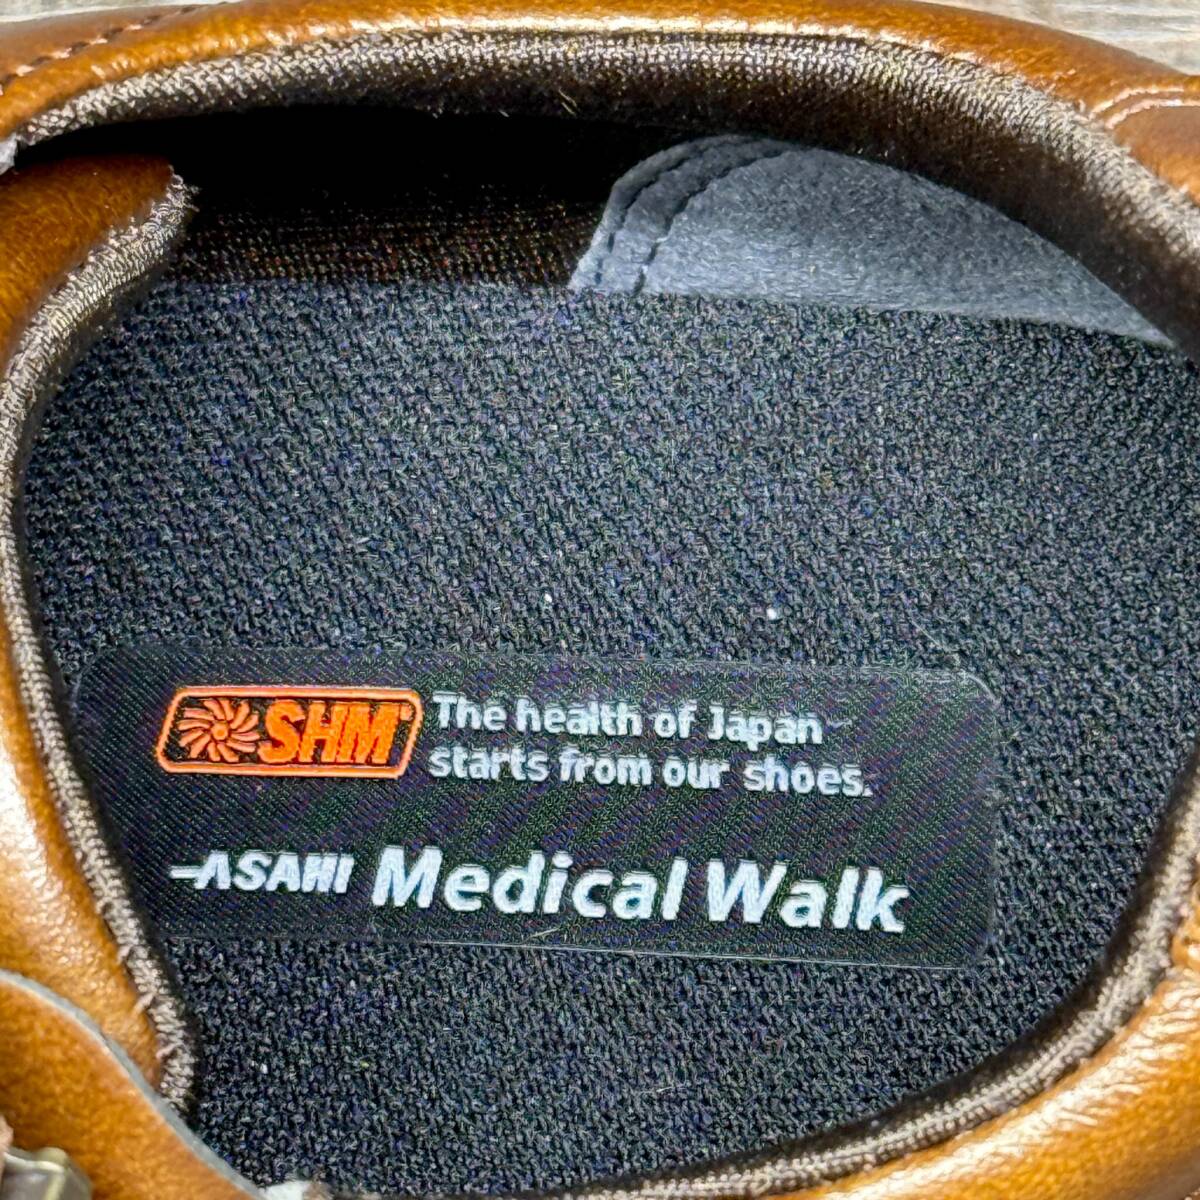 SHM
The health of Japan
starts from our shoes.
ASAHI Medical Walk